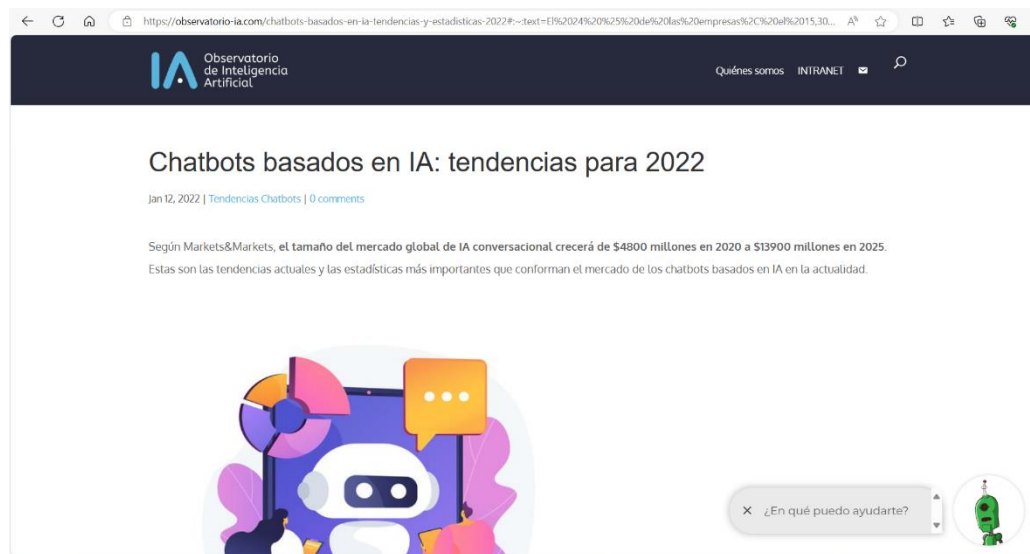 https://observatorio-ia.com/chatbots-basados-en-ia-tendencias-y-estadisticas-2022#:~:text=El%2024%20%25%20de%20las%20empresas%2C%20el%2015,30...
IA Observatorio
de Inteligencia
Artificial
Quiénes somos INTRANET
Chatbots basados en IA: tendencias para 2022
Jan 12, 2022 | Tendencias Chatbots | 0 comments
Según Markets&Markets, el tamaño del mercado global de IA conversacional crecerá de $4800 millones en 2020 a $13900 millones en 2025.
Estas son las tendencias actuales y las estadísticas más importantes que conforman el mercado de los chatbots basados en IA en la actualidad.
¿En qué puedo ayudarte?